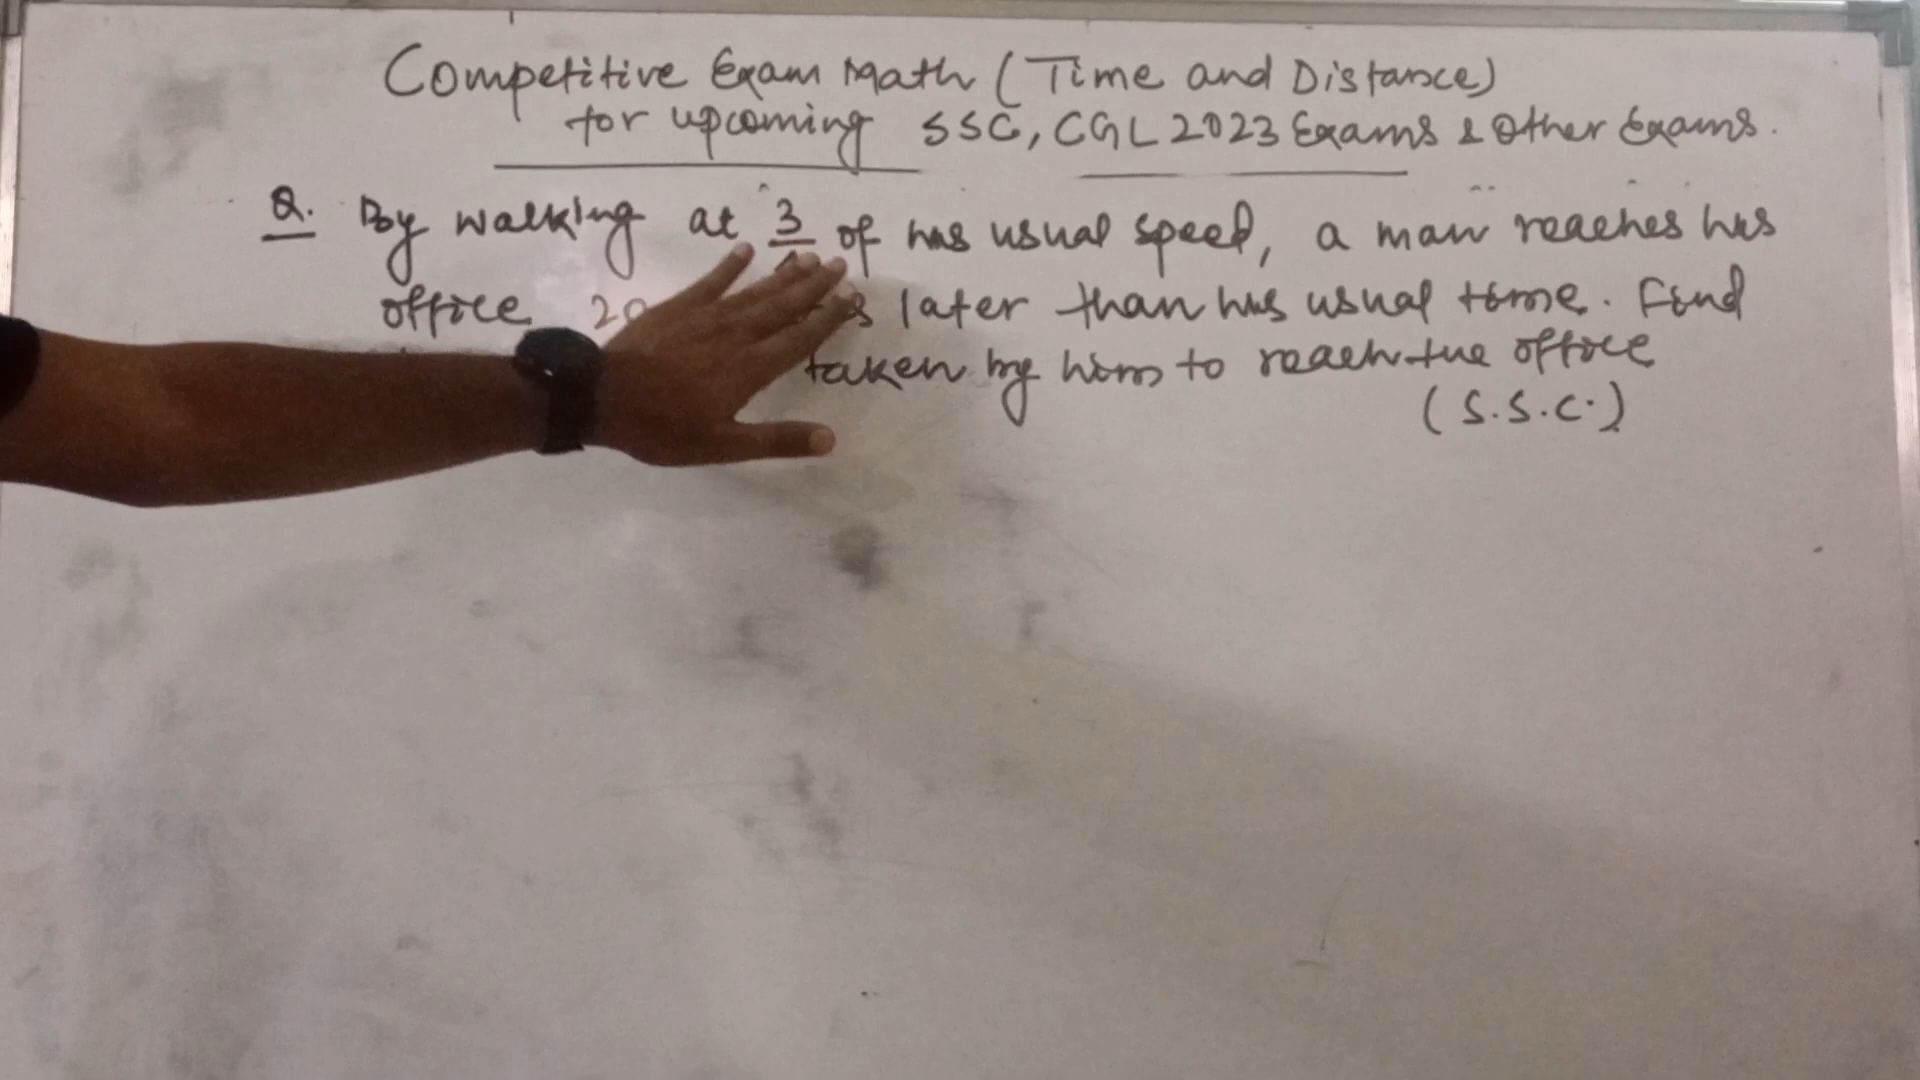 Competitive Exam Math (Time and Distance)
for upcoming SSC, CGL 2023 Exams & Other Exams.
Q. By walking at 3 of his usual speed, a man reaches his
office 20 later than his usual time. Find
taken by him to reach the office
(S.S.C.)